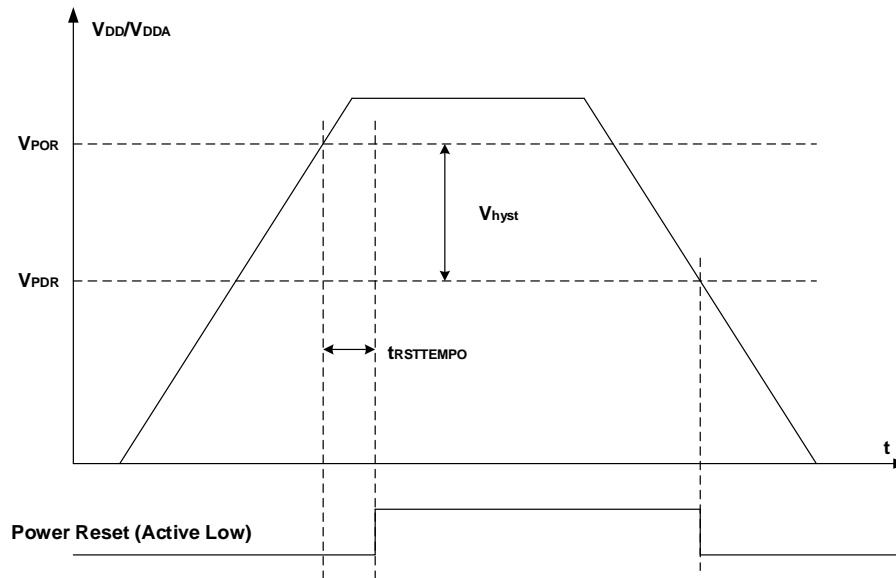 VDD/VDDA
VPOR
Vhyst
VPDR
tRSTTEMPO
t
Power Reset (Active Low)